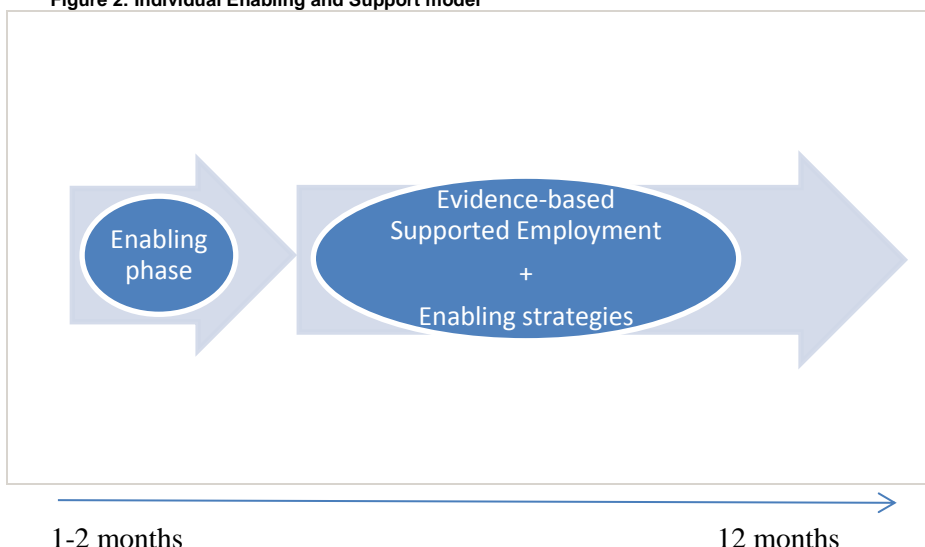 Figure 2. Individual Enabling and Support model
Enabling
phase
Evidence-based
Supported Employment
+
Enabling strategies
1-2 months 12 months